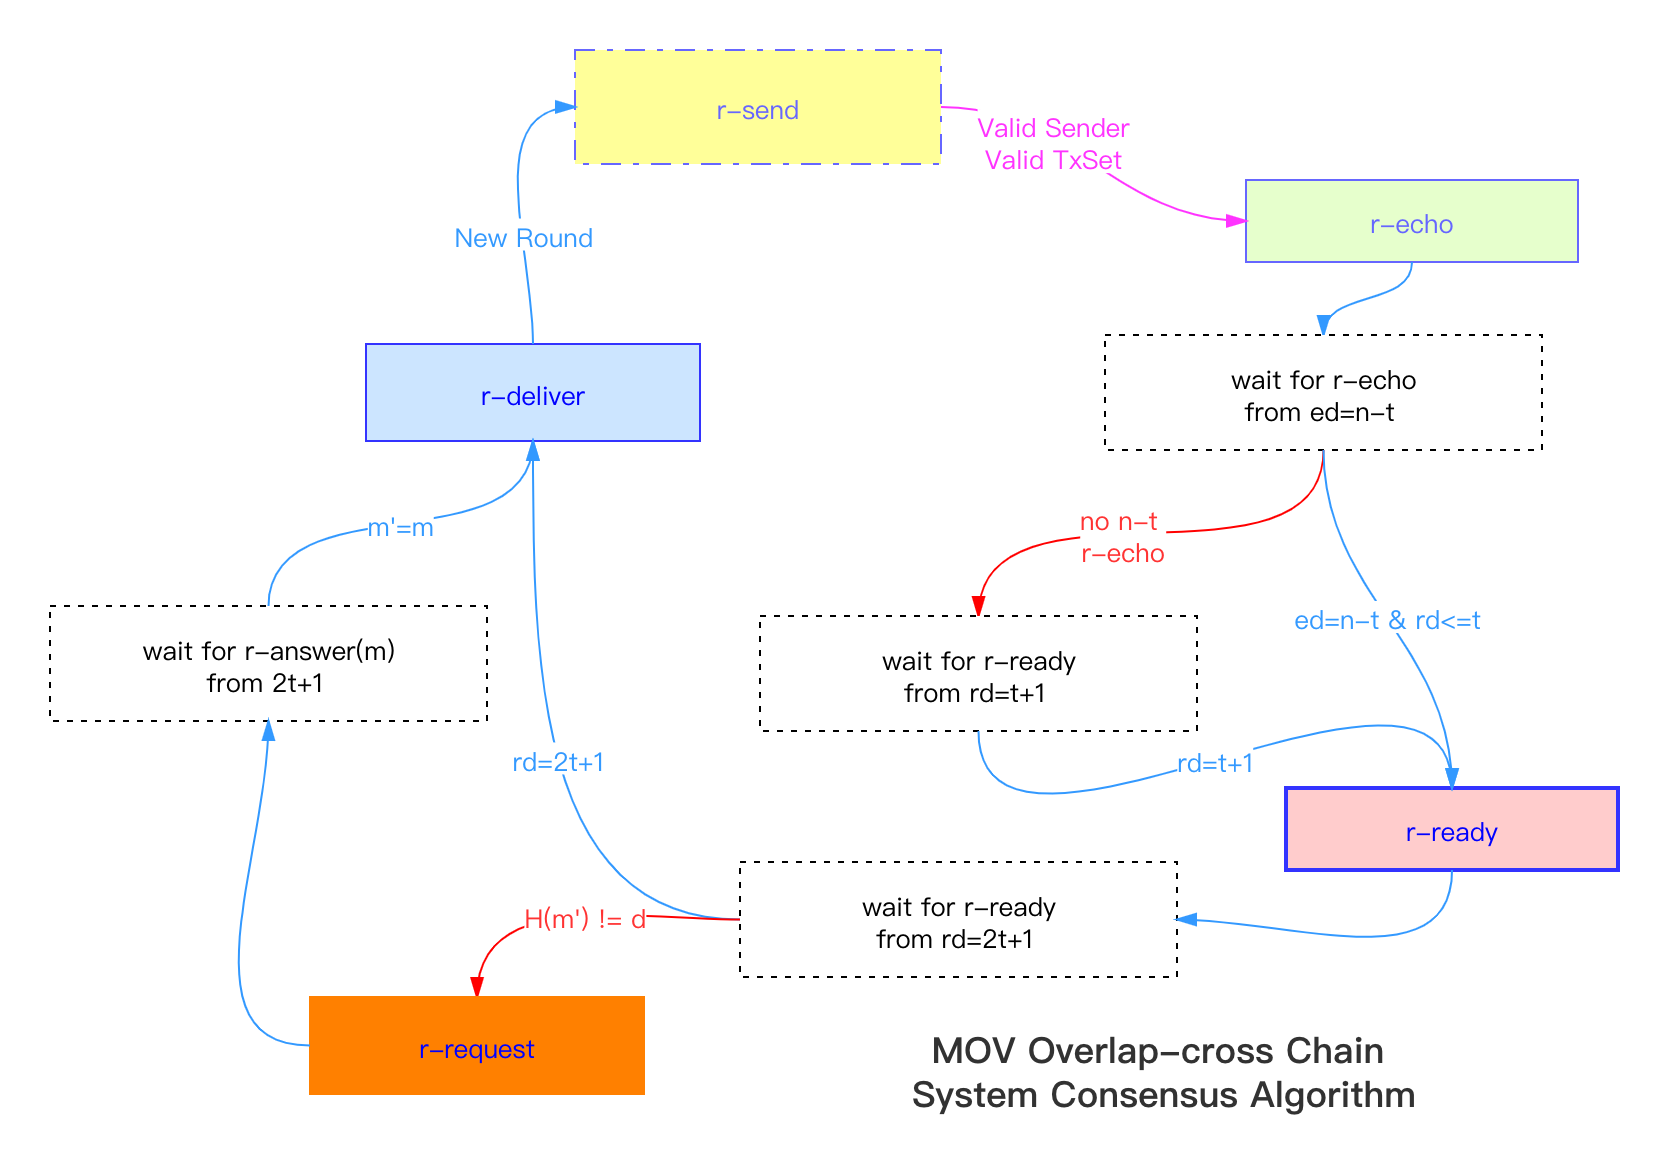 r-send
Valid Sender
Valid TxSet
r-echo
New Round
wait for r-echo
from ed=n-t
r-deliver
no n-t
r-echo
m'=m
ed=n-t & rd<=t
wait for r-answer(m)
from 2t+1
wait for r-ready
from rd=t+1
rd=2t+1
rd=t+1
r-ready
H(m') != d
wait for r-ready
from rd=2t+1
r-request
MOV Overlap-cross Chain
System Consensus Algorithm